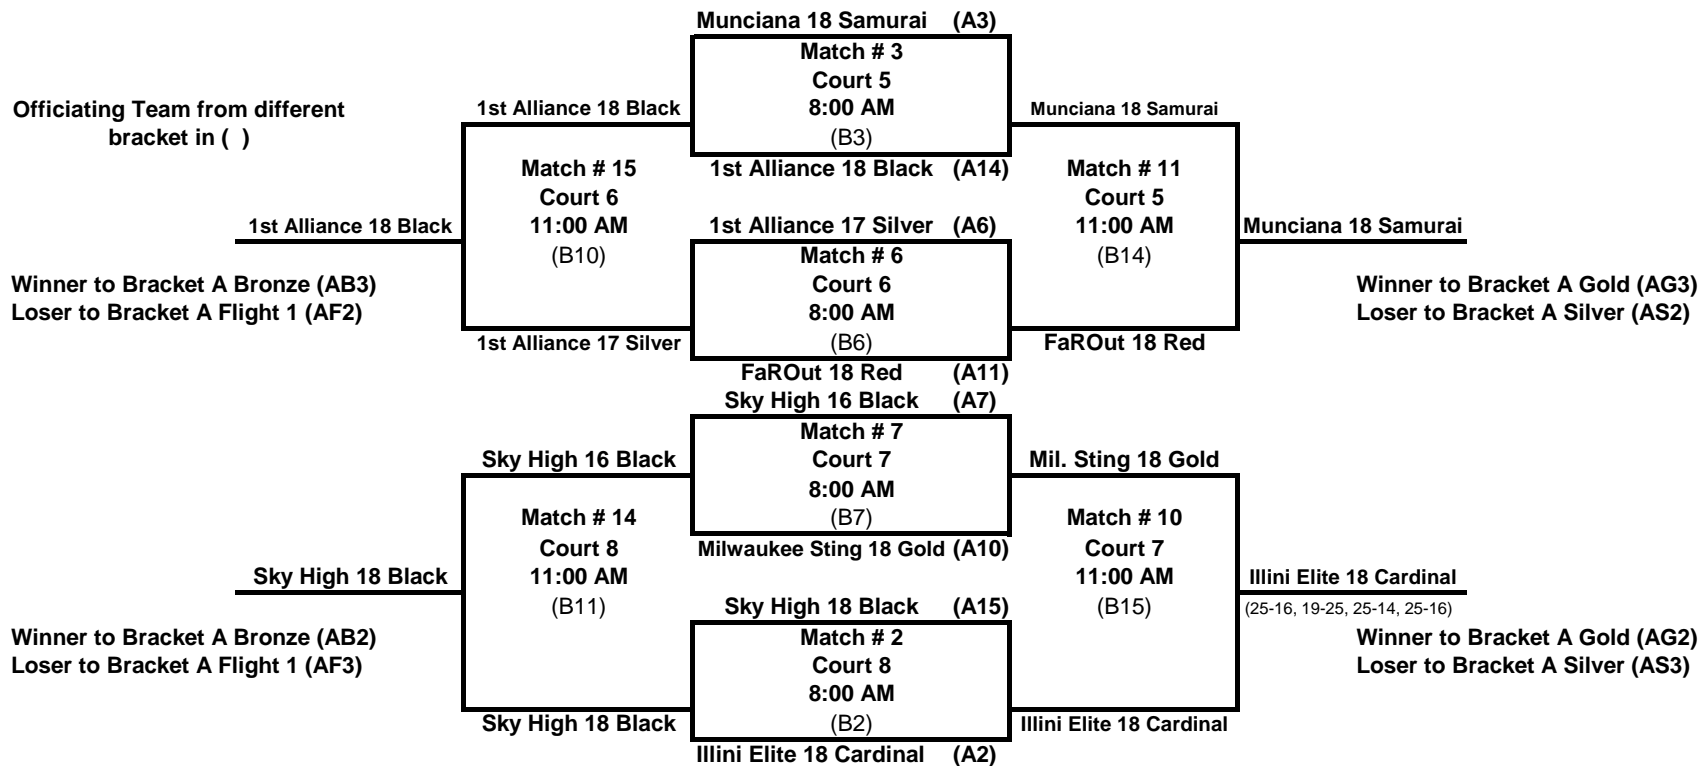 Munciana 18 Samurai (A3)
Match # 3
Court 5
8:00 AM
(B3)
1st Alliance 18 Black (A14)
Officiating Team from different
bracket in ( )
1st Alliance 18 Black
Munciana 18 Samurai
Match # 15
Court 6
11:00 AM
(B10)
Match # 11
Court 5
11:00 AM
(B14)
1st Alliance 18 Black
Munciana 18 Samurai
1st Alliance 17 Silver (A6)
Match # 6
Court 6
8:00 AM
(B6)
FaROut 18 Red (A11)
Winner to Bracket A Bronze (AB3)
Loser to Bracket A Flight 1 (AF2)
Winner to Bracket A Gold (AG3)
Loser to Bracket A Silver (AS2)
1st Alliance 17 Silver
FaROut 18 Red
Sky High 16 Black (A7)
Match # 7
Court 7
8:00 AM
(B7)
Milwaukee Sting 18 Gold (A10)
Sky High 16 Black
Mil. Sting 18 Gold
Match # 14
Court 8
11:00 AM
(B11)
Match # 10
Court 7
11:00 AM
(B15)
Sky High 18 Black
Illini Elite 18 Cardinal
(25-16, 19-25, 25-14, 25-16)
Sky High 18 Black (A15)
Match # 2
Court 8
8:00 AM
(B2)
Illini Elite 18 Cardinal (A2)
Winner to Bracket A Bronze (AB2)
Loser to Bracket A Flight 1 (AF3)
Winner to Bracket A Gold (AG2)
Loser to Bracket A Silver (AS3)
Sky High 18 Black
Illini Elite 18 Cardinal